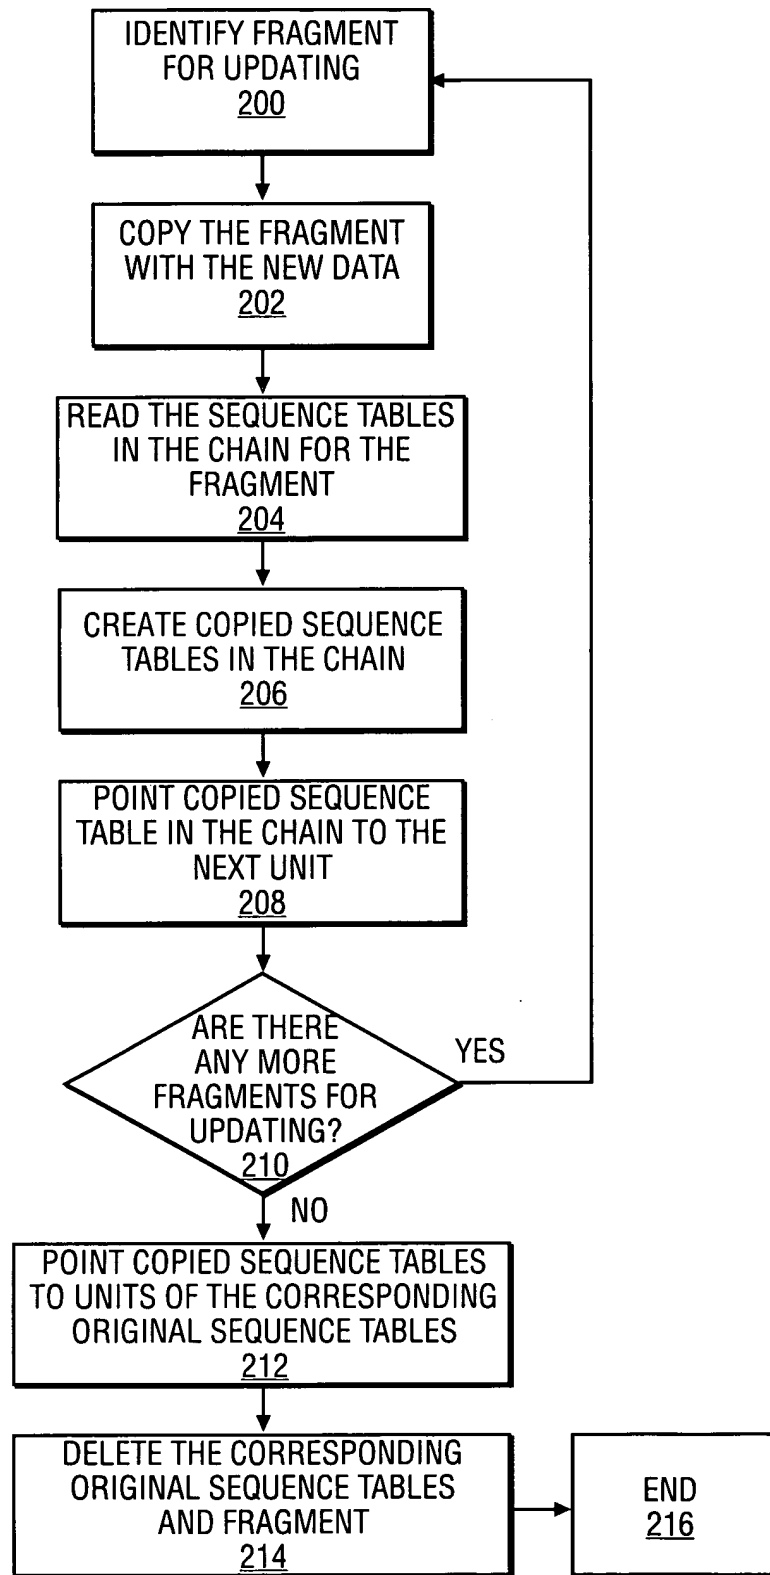 IDENTIFY FRAGMENT
FOR UPDATING
200
COPY THE FRAGMENT
WITH THE NEW DATA
202
READ THE SEQUENCE TABLES
IN THE CHAIN FOR THE
FRAGMENT
204
CREATE COPIED SEQUENCE
TABLES IN THE CHAIN
206
POINT COPIED SEQUENCE
TABLE IN THE CHAIN TO THE
NEXT UNIT
208
ARE THERE
ANY MORE
FRAGMENTS FOR
UPDATING?
210
YES
NO
POINT COPIED SEQUENCE TABLES
TO UNITS OF THE CORRESPONDING
ORIGINAL SEQUENCE TABLES
212
DELETE THE CORRESPONDING
ORIGINAL SEQUENCE TABLES
AND FRAGMENT
214
END
216